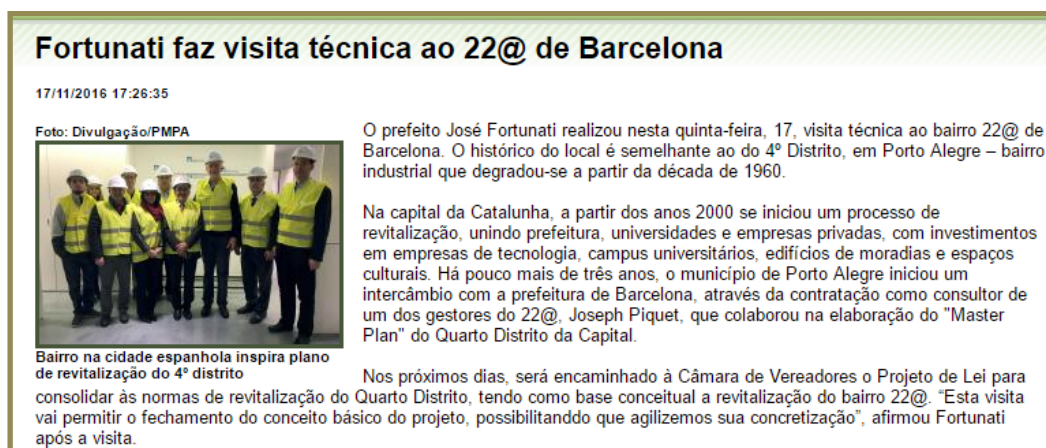 Fortunati faz visita técnica ao 22@ de Barcelona
17/11/2016 17:26:35
Foto: Divulgação/PMPA
Bairro na cidade espanhola inspira plano
de revitalização do 4º distrito
O prefeito José Fortunati realizou nesta quinta-feira, 17, visita técnica ao bairro 22@ de
Barcelona. O histórico do local é semelhante ao do 4º Distrito, em Porto Alegre – bairro
industrial que degradou-se a partir da década de 1960.
Na capital da Catalunha, a partir dos anos 2000 se iniciou um processo de
revitalização, unindo prefeitura, universidades e empresas privadas, com investimentos
em empresas de tecnologia, campus universitários, edifícios de moradias e espaços
culturais. Há pouco mais de três anos, o município de Porto Alegre iniciou um
intercâmbio com a prefeitura de Barcelona, através da contratação como consultor de
um dos gestores do 22@, Joseph Piquet, que colaborou na elaboração do "Master
Plan" do Quarto Distrito da Capital.
Nos próximos dias, será encaminhado à Câmara de Vereadores o Projeto de Lei para
consolidar às normas de revitalização do Quarto Distrito, tendo como base conceitual a revitalização do bairro 22@. “Esta visita
vai permitir o fechamento do conceito básico do projeto, possibilitanddo que agilizemos sua concretização”, afirmou Fortunati
após a visita.